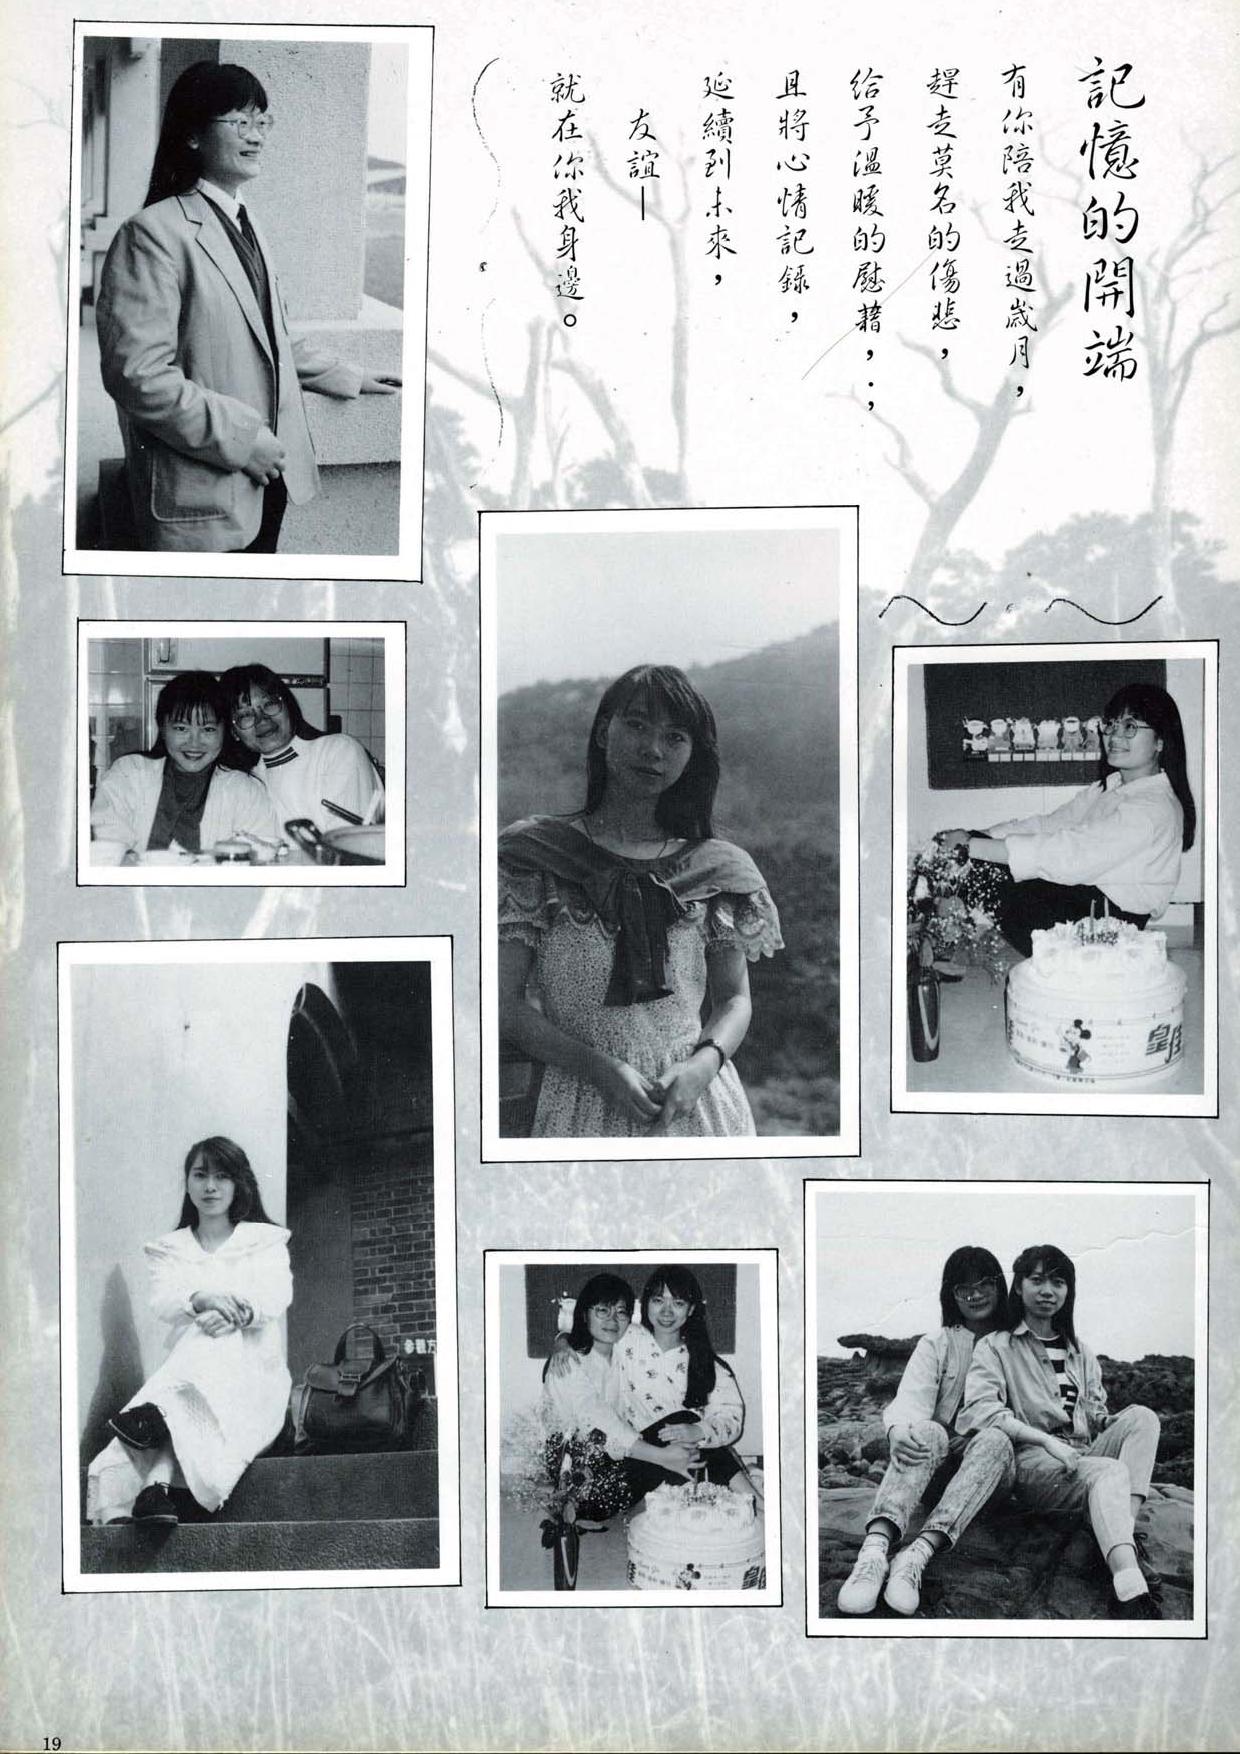 記憶的開端
有你陪我走過歲月，
趕走莫名的傷悲，
給予溫暖的慰藉，；
且將心情記錄，
延續到未來，
友誼—
就在你我身邊。
皇
皇
19